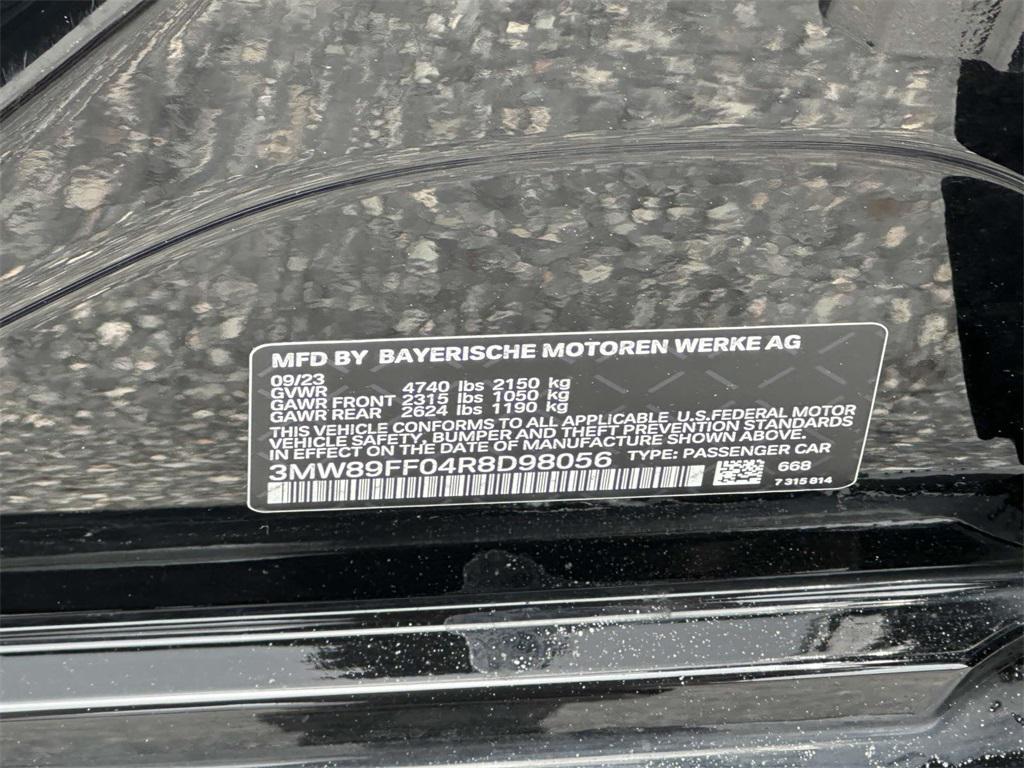 MFD BY BAYERISCHE MOTOREN WERKE AG
09/23
GVWR 4740 lbs 2150 kg
GAWR FRONT 2315 lbs 1050 kg
GAWR REAR 2624 lbs 1190 kg
THIS VEHICLE CONFORMS TO ALL APPLICABLE U.S.FEDERAL MOTOR
VEHICLE SAFETY, BUMPER AND THEFT PREVENTION STANDARDS
IN EFFECT ON THE DATE OF MANUFACTURE SHOWN ABOVE.
3MW89FF04R8D98056 TYPE: PASSENGER CAR
668
7 315 814